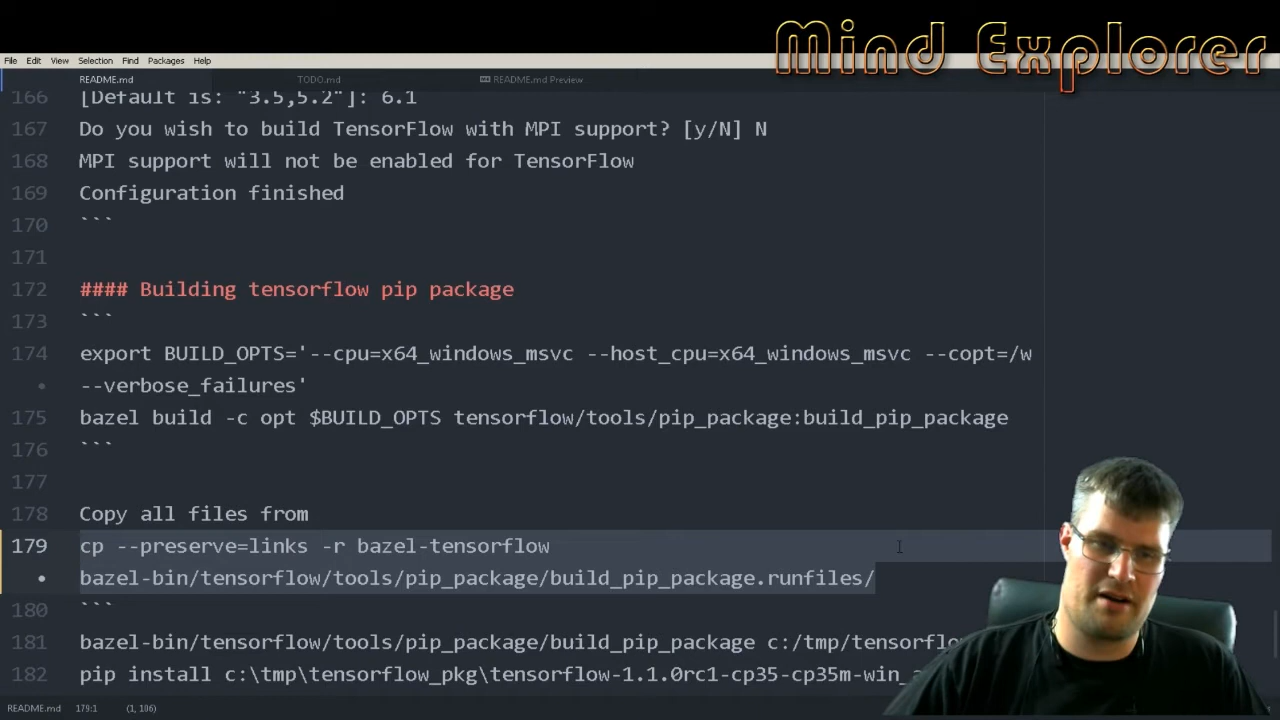 Mind Explorer
File Edit View Selection Find Packages Help
README.md TODO.md README.md Preview
166 [Default is: "3.5,5.2"]: 6.1
167 Do you wish to build TensorFlow with MPI support? [y/N] N
168 MPI support will not be enabled for TensorFlow
169 Configuration finished
170 ```
171
172 #### Building tensorflow pip package
173 ```
174 export BUILD_OPTS='--cpu=x64_windows_msvc --host_cpu=x64_windows_msvc --copt=/w
• --verbose_failures'
175 bazel build -c opt $BUILD_OPTS tensorflow/tools/pip_package:build_pip_package
176 ```
177
178 Copy all files from
179 cp --preserve=links -r bazel-tensorflow
• bazel-bin/tensorflow/tools/pip_package/build_pip_package.runfiles/
180 ```
181 bazel-bin/tensorflow/tools/pip_package/build_pip_package c:/tmp/tensorflo
182 pip install c:\tmp\tensorflow_pkg\tensorflow-1.1.0rc1-cp35-cp35m-win_
README.md 179:1 (1, 106)